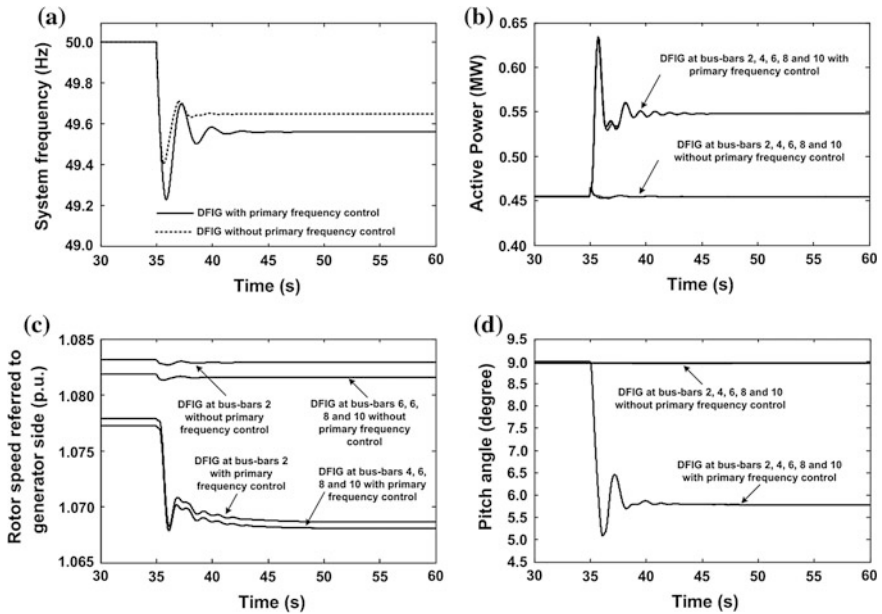 (a)
System frequency (Hz)
50.0
49.8
49.6
49.4
49.2
49.0
DFIG with primary frequency control
DFIG without primary frequency control
30 35 40 45 50 55 60
Time (s)
(b)
Active Power (MW)
0.65
0.60
0.55
0.50
0.45
0.40
DFIG at bus-bars 2, 4, 6, 8 and 10 with
primary frequency control
DFIG at bus-bars 2, 4, 6, 8 and 10
without primary frequency control
30 35 40 45 50 55 60
Time (s)
(c)
Rotor speed referred to
generator side (p.u.)
1.085
1.080
1.075
1.070
1.065
DFIG at bus-bars 2
without primary
frequency control
DFIG at bus-bars 6, 6,
8 and 10 without
primary frequency
control
DFIG at bus-bars 2
with primary
frequency control
DFIG at bus-bars 4, 6,
8 and 10 with primary
frequency control
30 35 40 45 50 55 60
Time (s)
(d)
Pitch angle (degree)
9.5
9.0
8.5
8.0
7.5
7.0
6.5
6.0
5.5
5.0
4.5
DFIG at bus-bars 2, 4, 6, 8 and 10
without primary frequency control
DFIG at bus-bars 2, 4, 6, 8 and 10
with primary frequency control
30 35 40 45 50 55 60
Time (s)